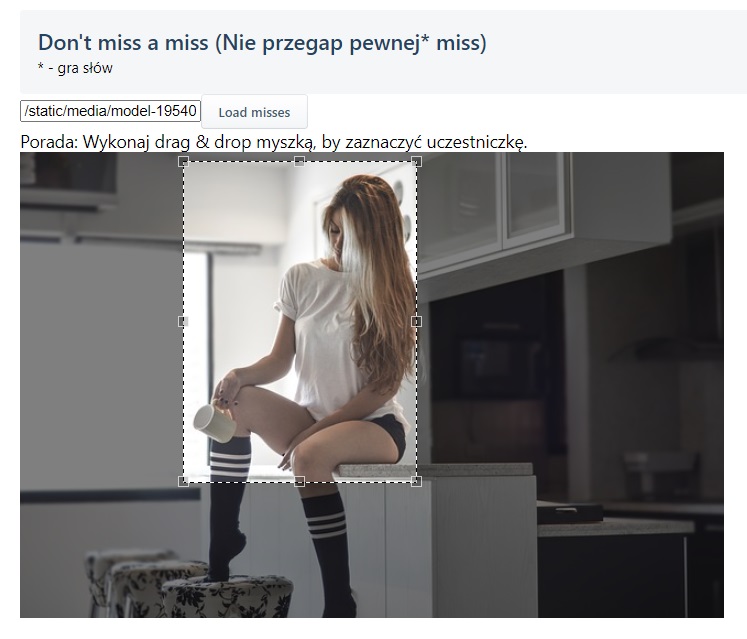 Don't miss a miss (Nie przegap pewnej* miss)
* - gra słów
/static/media/model-19540
Load misses
Porada: Wykonaj drag & drop myszką, by zaznaczyć uczestniczkę.